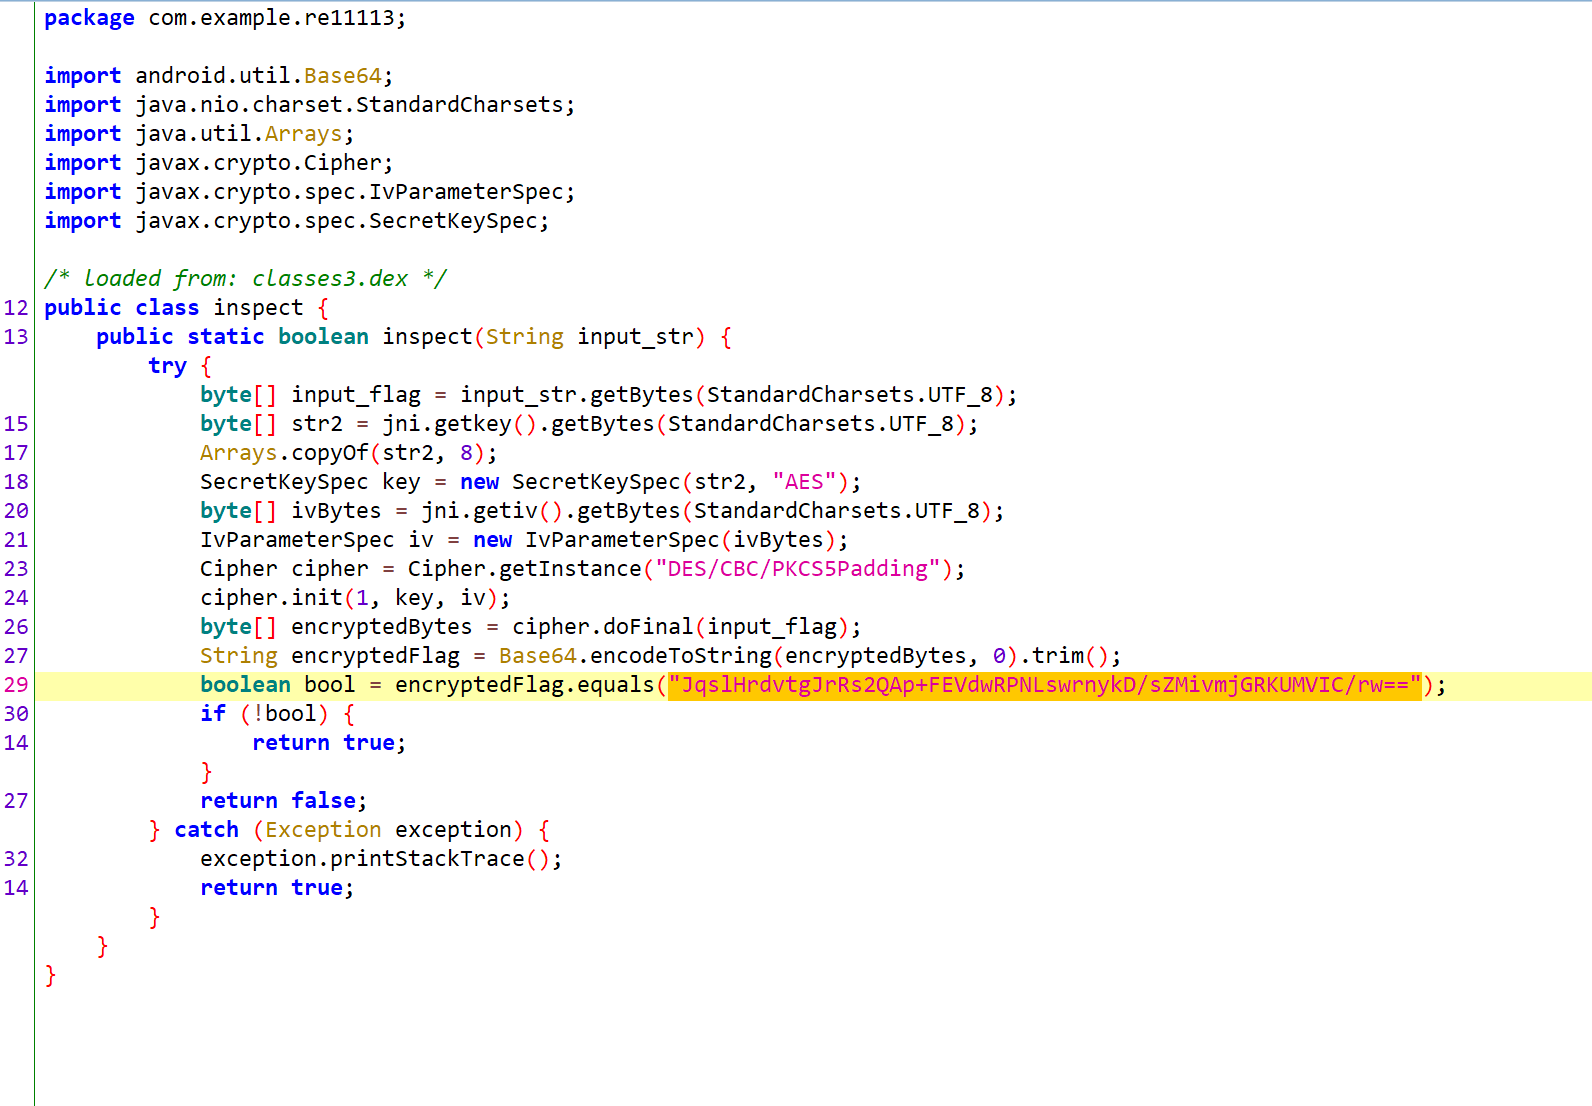 package com.example.re11113;
import android.util.Base64;
import java.nio.charset.StandardCharsets;
import java.util.Arrays;
import javax.crypto.Cipher;
import javax.crypto.spec.IvParameterSpec;
import javax.crypto.spec.SecretKeySpec;
/* loaded from: classes3.dex */
12 public class inspect {
13 public static boolean inspect(String input_str) {
try {
byte[] input_flag = input_str.getBytes(StandardCharsets.UTF_8);
15 byte[] str2 = jni.getkey().getBytes(StandardCharsets.UTF_8);
17 Arrays.copyOf(str2, 8);
18 SecretKeySpec key = new SecretKeySpec(str2, "AES");
20 byte[] ivBytes = jni.getiv().getBytes(StandardCharsets.UTF_8);
21 IvParameterSpec iv = new IvParameterSpec(ivBytes);
23 Cipher cipher = Cipher.getInstance("DES/CBC/PKCS5Padding");
24 cipher.init(1, key, iv);
26 byte[] encryptedBytes = cipher.doFinal(input_flag);
27 String encryptedFlag = Base64.encodeToString(encryptedBytes, 0).trim();
29 boolean bool = encryptedFlag.equals("JqslHrdvtgJrRs2QAp+FEVdwRPNLswrnykD/sZMivmjGRKUMVIC/rw==");
30 if (!bool) {
14 return true;
}
27 return false;
} catch (Exception exception) {
32 exception.printStackTrace();
14 return true;
}
}
}